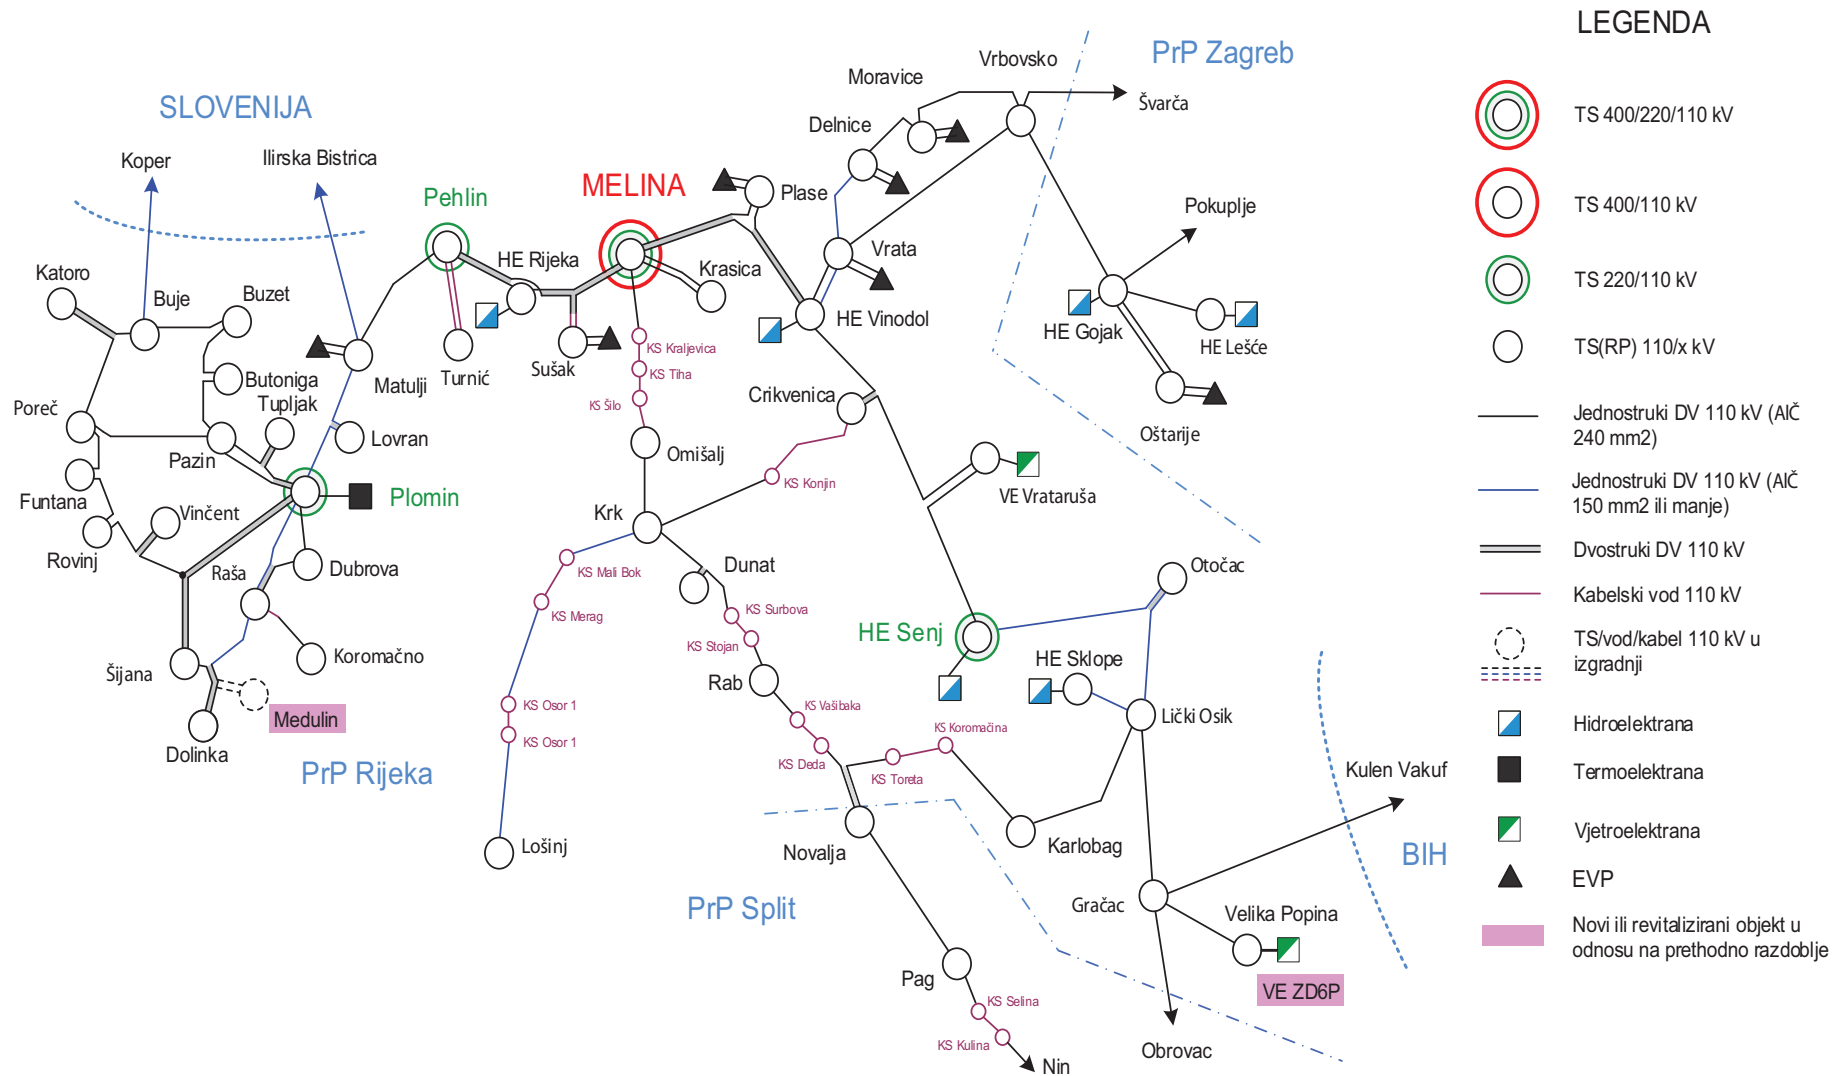 LEGENDA
TS 400/220/110 kV
TS 400/110 kV
TS 220/110 kV
TS(RP) 110/x kV
Jednostruki DV 110 kV (AlČ
240 mm2)
Jednostruki DV 110 kV (AlČ
150 mm2 ili manje)
Dvostruki DV 110 kV
Kabelski vod 110 kV
TS/vod/kabel 110 kV u
izgradnji
Hidroelektrana
Termoelektrana
Vjetroelektrana
EVP
Novi ili revitalizirani objekt u
odnosu na prethodno razdoblje
SLOVENIJA
PrP Zagreb
Vrbovsko
Moravice
Švarča
Delnice
Koper
Ilirska Bistrica
Pehlin
MELINA
Plase
Pokuplje
Vrata
HE Rijeka
Krasica
Katoro
Buje
Buzet
HE Vinodol
HE Gojak
HE Lešće
KS Kraljevica
KS Tiha
Turnić
Sušak
Matulji
Butoniga
Tupljak
Crikvenica
KS Šilo
Poreč
Oštarije
Lovran
Omišalj
Pazin
KS Konjin
VE Vrataruša
Funtana
Plomin
Vinčent
Krk
Rovinj
Raša
Dubrova
Dunat
Otočac
KS Mali Bok
KS Merag
KS Surbova
KS Stojan
HE Senj
Koromačno
Šijana
HE Sklope
Rab
KS Osor 1
KS Vašibaka
Lički Osik
Medulin
KS Koromačina
KS Osor 1
Dolinka
KS Deda
KS Toreta
PrP Rijeka
Kulen Vakuf
Lošinj
Novalja
Karlobag
BIH
PrP Split
Gračac
Velika Popina
Pag
VE ZD6P
KS Selina
KS Kulina
Obrovac
Nin